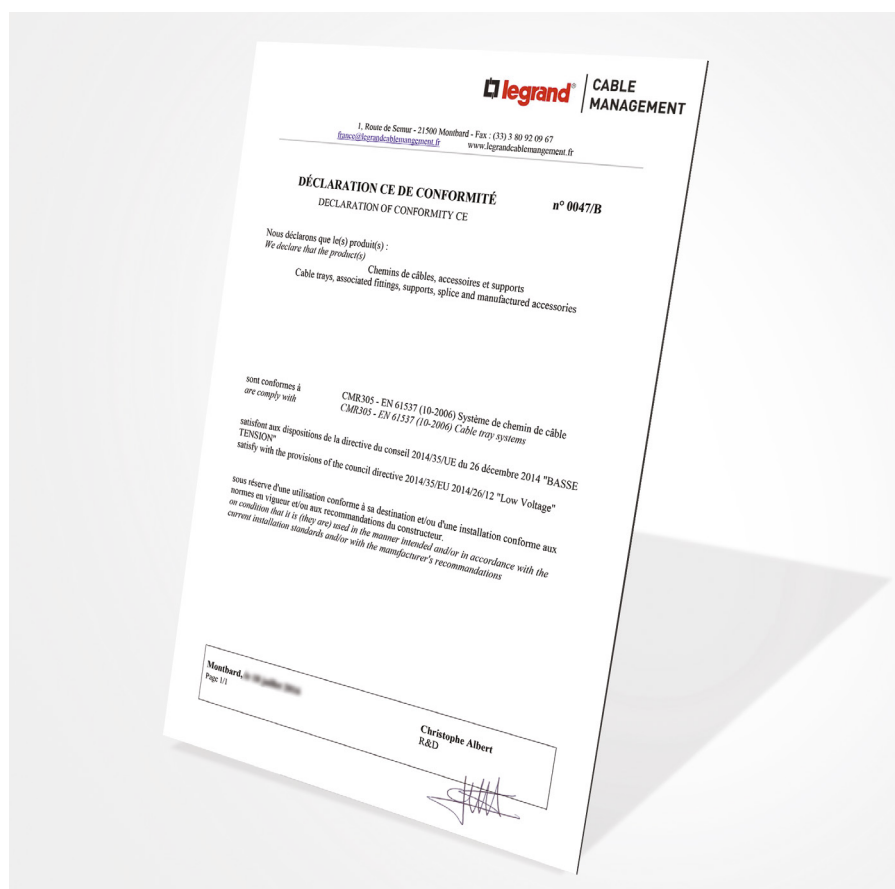 legrand®
CABLE
MANAGEMENT
1, Route de Semur - 21500 Montbard - Fax : (33) 3 80 92 09 67
france@legrandcablemangement.fr www.legrandcablemangement.fr
DÉCLARATION CE DE CONFORMITÉ n° 0047/B
DECLARATION OF CONFORMITY CE
Nous déclarons que le(s) produit(s) :
We declare that the product(s)
Chemins de câbles, accessoires et supports
Cable trays, associated fittings, supports, splice and manufactured accessories
sont conformes à CMR305 - EN 61537 (10-2006) Système de chemin de câble
are comply with CMR305 - EN 61537 (10-2006) Cable tray systems
satisfont aux dispositions de la directive du conseil 2014/35/UE du 26 décembre 2014 "BASSE
TENSION"
satisfy with the provisions of the council directive 2014/35/EU 2014/26/12 "Low Voltage"
sous réserve d'une utilisation conforme à sa destination et/ou d'une installation conforme aux
normes en vigueur et/ou aux recommandations du constructeur.
on condition that it is (they are) used in the manner intended and/or in accordance with the
current installation standards and/or with the manufacturer's recommandations
Montbard,
Page 1/1
Christophe Albert
R&D